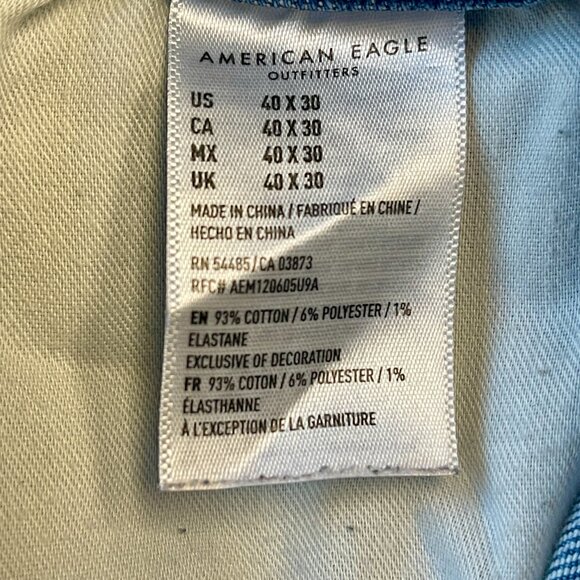 AMERICAN EAGLE
OUTFITTERS
US 40 X 30
CA 40 X 30
MX 40 X 30
UK 40 X 30
MADE IN CHINA / FABRIQUÉ EN CHINE /
HECHO EN CHINA
RN 54485 / CA 03873
RFC# AEM120605U9A
EN 93% COTTON / 6% POLYESTER / 1%
ELASTANE
EXCLUSIVE OF DECORATION
FR 93% COTON / 6% POLYESTER / 1%
ÉLASTHANNE
À L'EXCEPTION DE LA GARNITURE